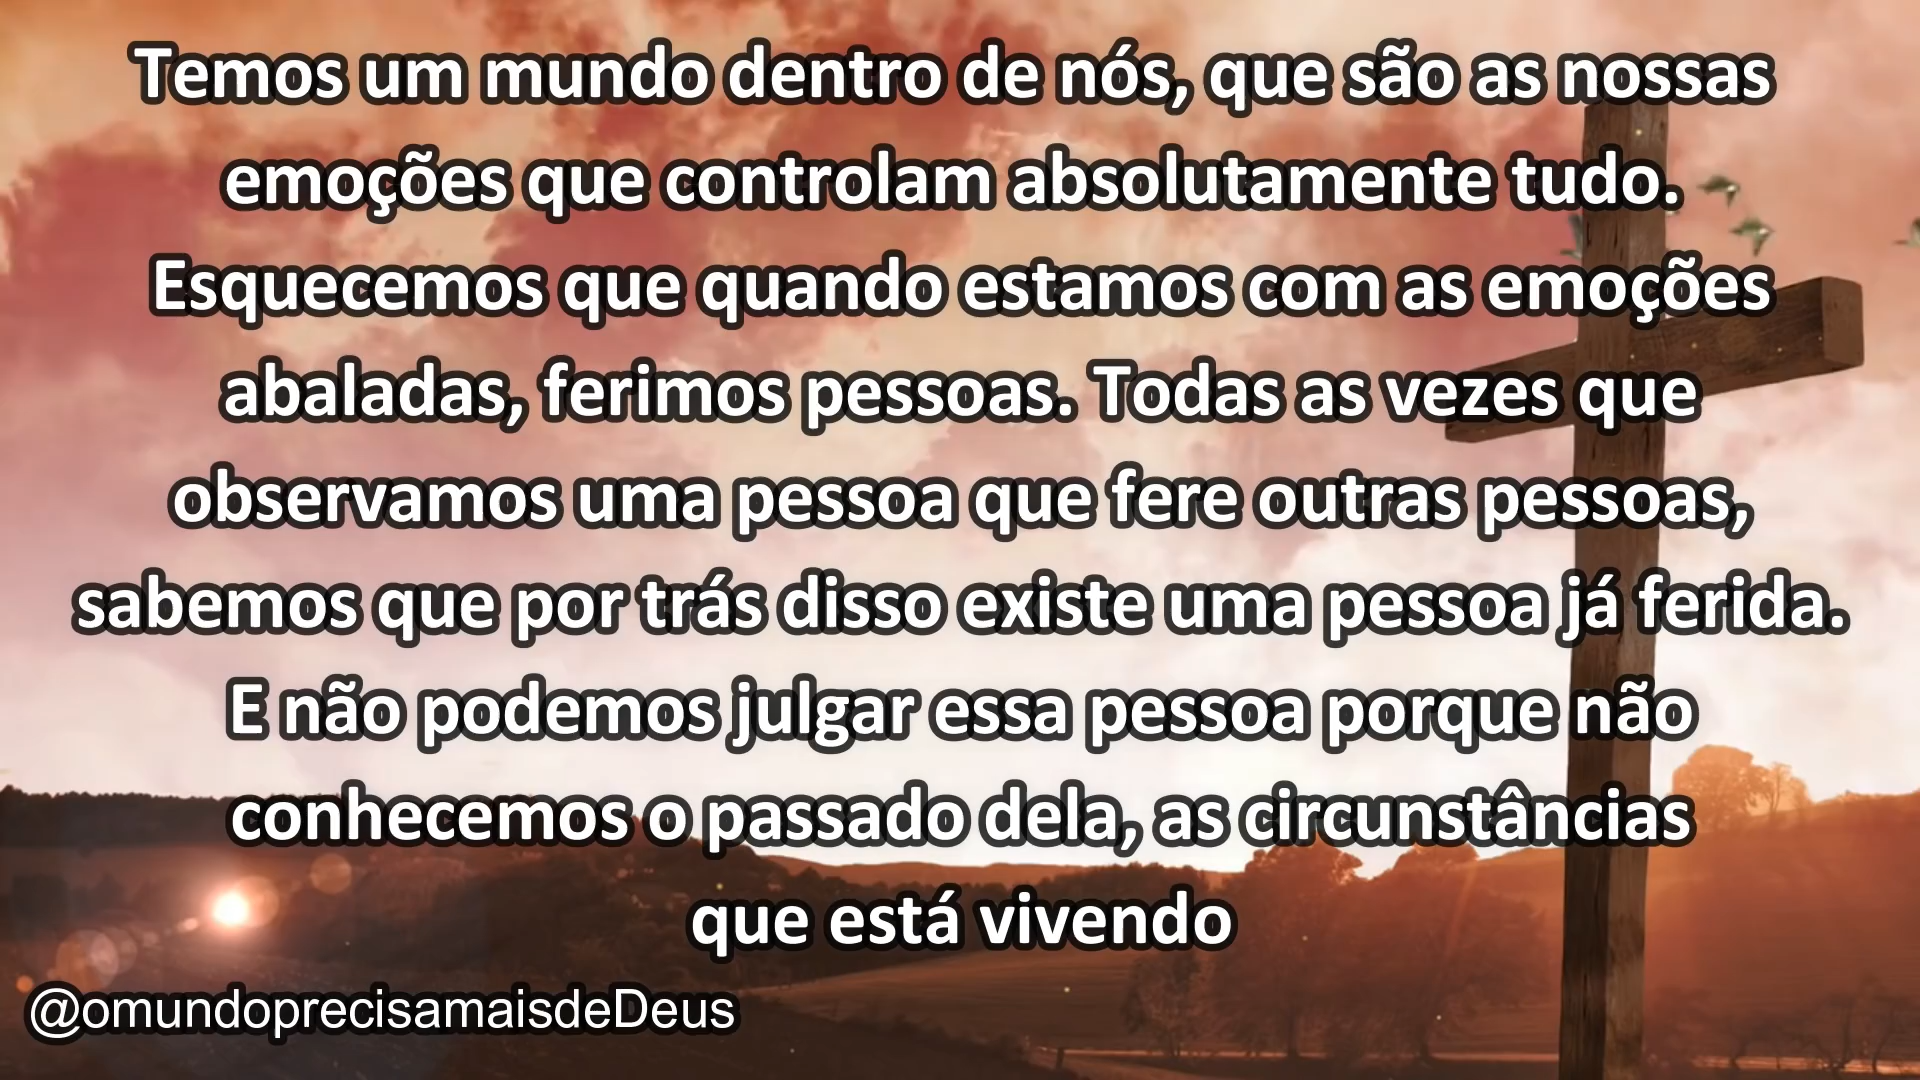 Temos um mundo dentro de nós, que são as nossas
emoções que controlam absolutamente tudo.
Esquecemos que quando estamos com as emoções
abaladas, ferimos pessoas. Todas as vezes que
observamos uma pessoa que fere outras pessoas,
sabemos que por trás disso existe uma pessoa já ferida.
E não podemos julgar essa pessoa porque não
conhecemos o passado dela, as circunstâncias
que está vivendo
@omundoprecisamaisdeDeus